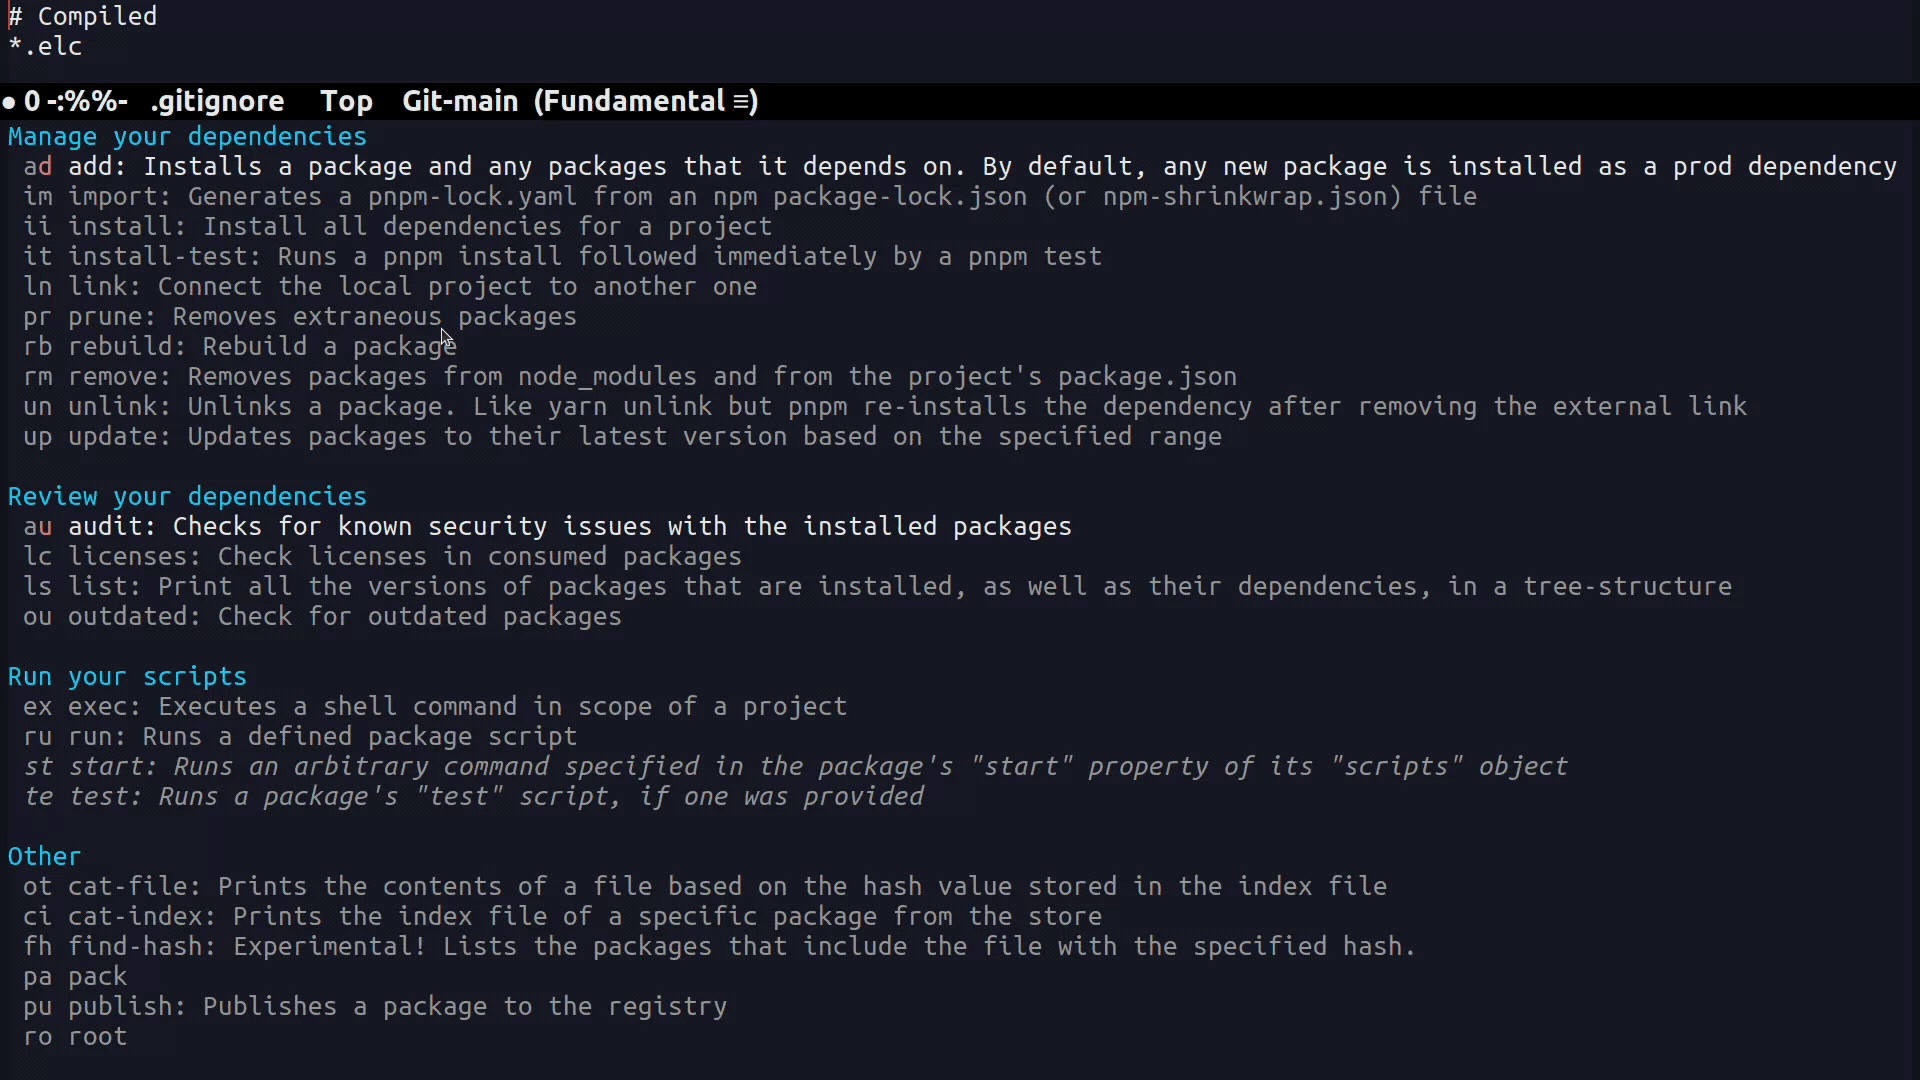 # Compiled
*.elc
● 0 -:%%-  .gitignore   Top   Git-main  (Fundamental ≡)
Manage your dependencies
 ad add: Installs a package and any packages that it depends on. By default, any new package is installed as a prod dependency
 im import: Generates a pnpm-lock.yaml from an npm package-lock.json (or npm-shrinkwrap.json) file
 ii install: Install all dependencies for a project
 it install-test: Runs a pnpm install followed immediately by a pnpm test
 ln link: Connect the local project to another one
 pr prune: Removes extraneous packages
 rb rebuild: Rebuild a package
 rm remove: Removes packages from node_modules and from the project's package.json
 un unlink: Unlinks a package. Like yarn unlink but pnpm re-installs the dependency after removing the external link
 up update: Updates packages to their latest version based on the specified range
Review your dependencies
 au audit: Checks for known security issues with the installed packages
 lc licenses: Check licenses in consumed packages
 ls list: Print all the versions of packages that are installed, as well as their dependencies, in a tree-structure
 ou outdated: Check for outdated packages
Run your scripts
 ex exec: Executes a shell command in scope of a project
 ru run: Runs a defined package script
 st start: Runs an arbitrary command specified in the package's "start" property of its "scripts" object
 te test: Runs a package's "test" script, if one was provided
Other
 ot cat-file: Prints the contents of a file based on the hash value stored in the index file
 ci cat-index: Prints the index file of a specific package from the store
 fh find-hash: Experimental! Lists the packages that include the file with the specified hash.
 pa pack
 pu publish: Publishes a package to the registry
 ro root